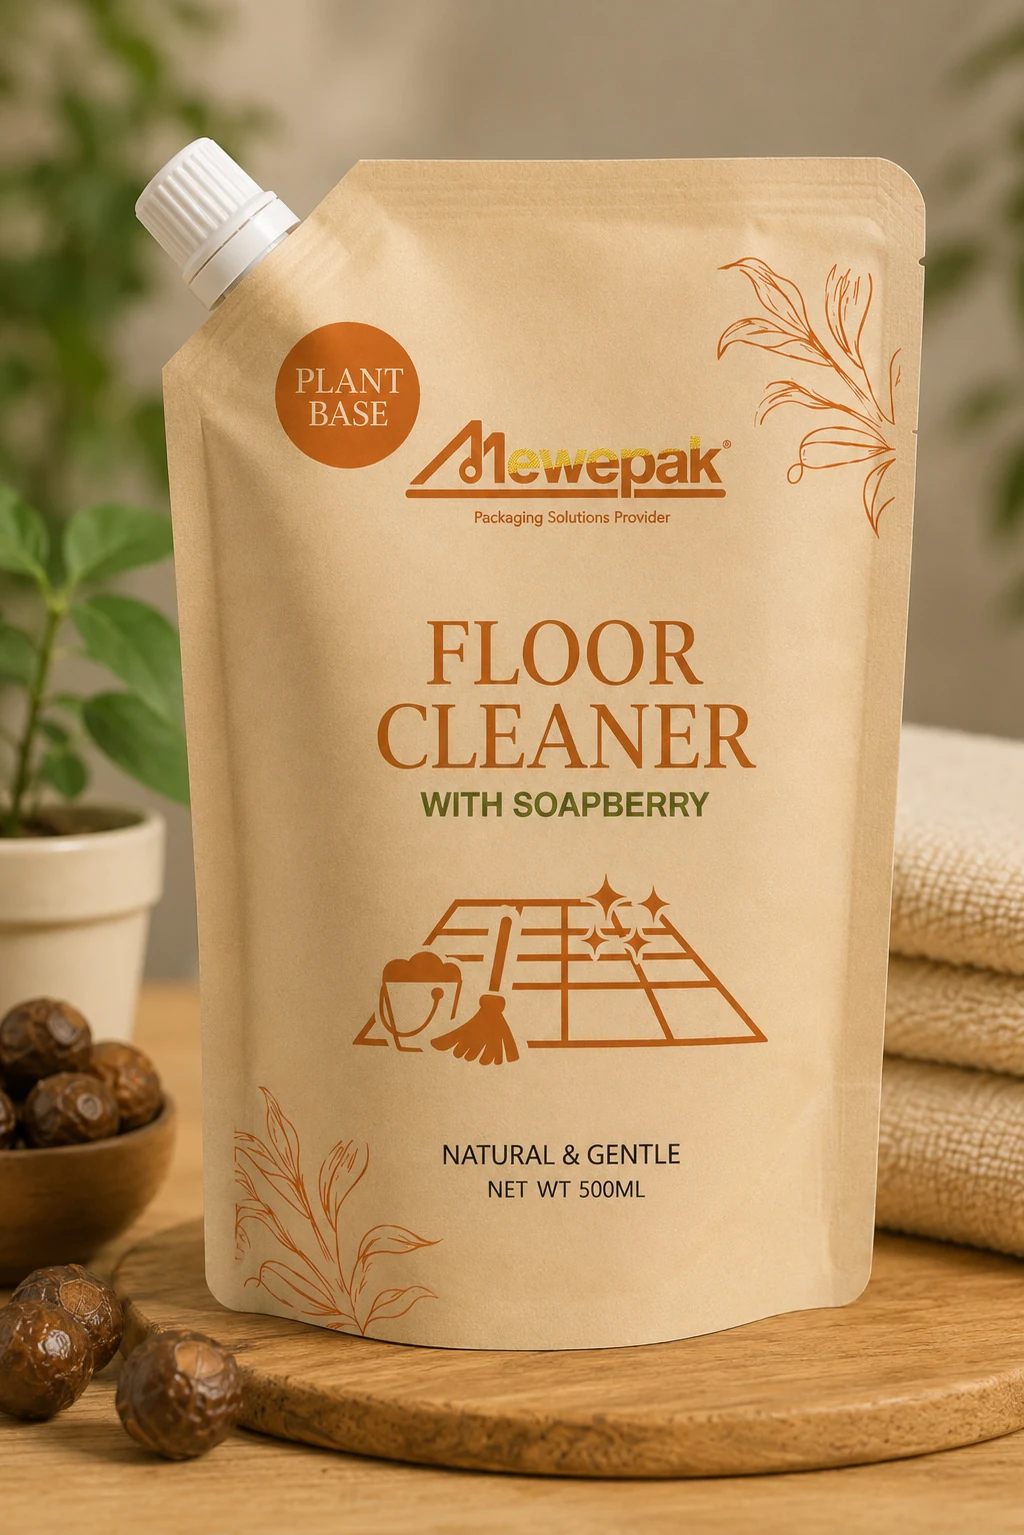 PLANT
BASE
Mewepak®
Packaging Solutions Provider
FLOOR
CLEANER
WITH SOAPBERRY
NATURAL & GENTLE
NET WT 500ML